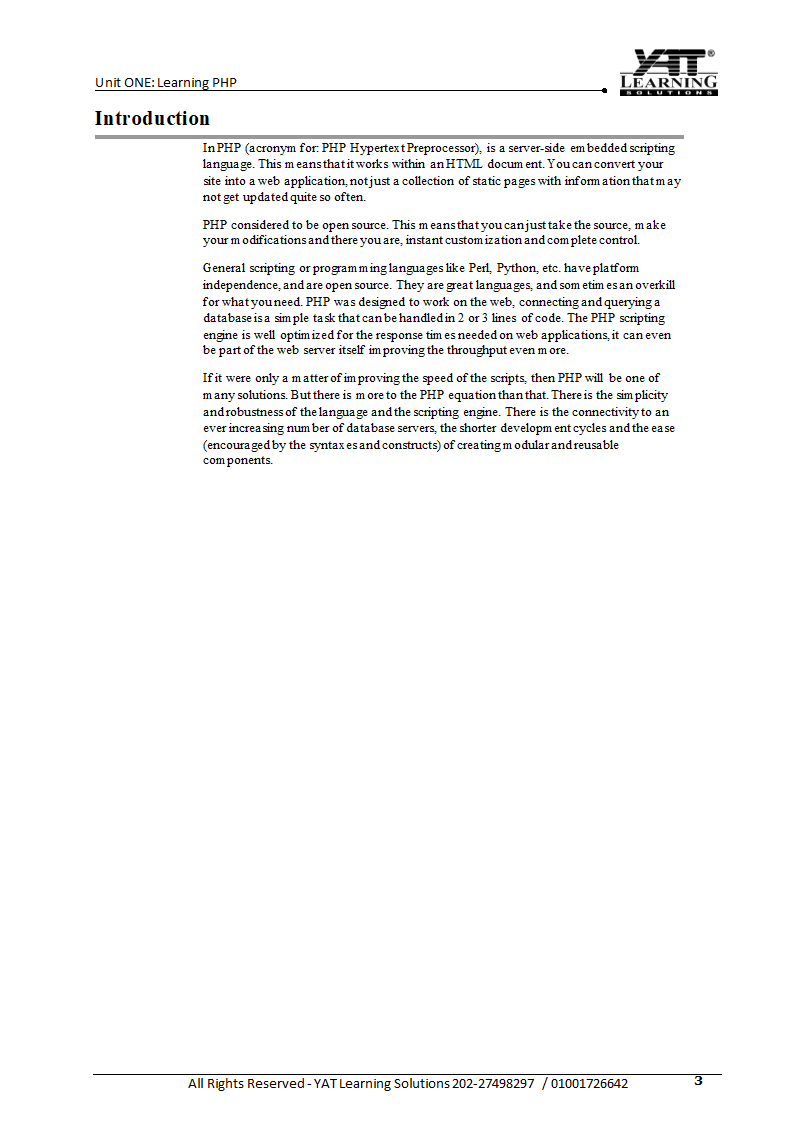 Unit ONE: Learning PHP
YAT®
LEARNING
SOLUTIONS
Introduction
In PHP (acronym for: PHP Hypertext Preprocessor), is a server-side embedded scripting
language. This means that it works within an HTML document. You can convert your
site into a web application, not just a collection of static pages with information that may
not get updated quite so often.
PHP considered to be open source. This means that you can just take the source, make
your modifications and there you are, instant customization and complete control.
General scripting or programming languages like Perl, Python, etc. have platform
independence, and are open source. They are great languages, and sometimes an overkill
for what you need. PHP was designed to work on the web, connecting and querying a
database is a simple task that can be handled in 2 or 3 lines of code. The PHP scripting
engine is well optimized for the response times needed on web applications, it can even
be part of the web server itself improving the throughput even more.
If it were only a matter of improving the speed of the scripts, then PHP will be one of
many solutions. But there is more to the PHP equation than that. There is the simplicity
and robustness of the language and the scripting engine. There is the connectivity to an
ever increasing number of database servers, the shorter development cycles and the ease
(encouraged by the syntaxes and constructs) of creating modular and reusable
components.
All Rights Reserved - YAT Learning Solutions 202-27498297 / 01001726642
3